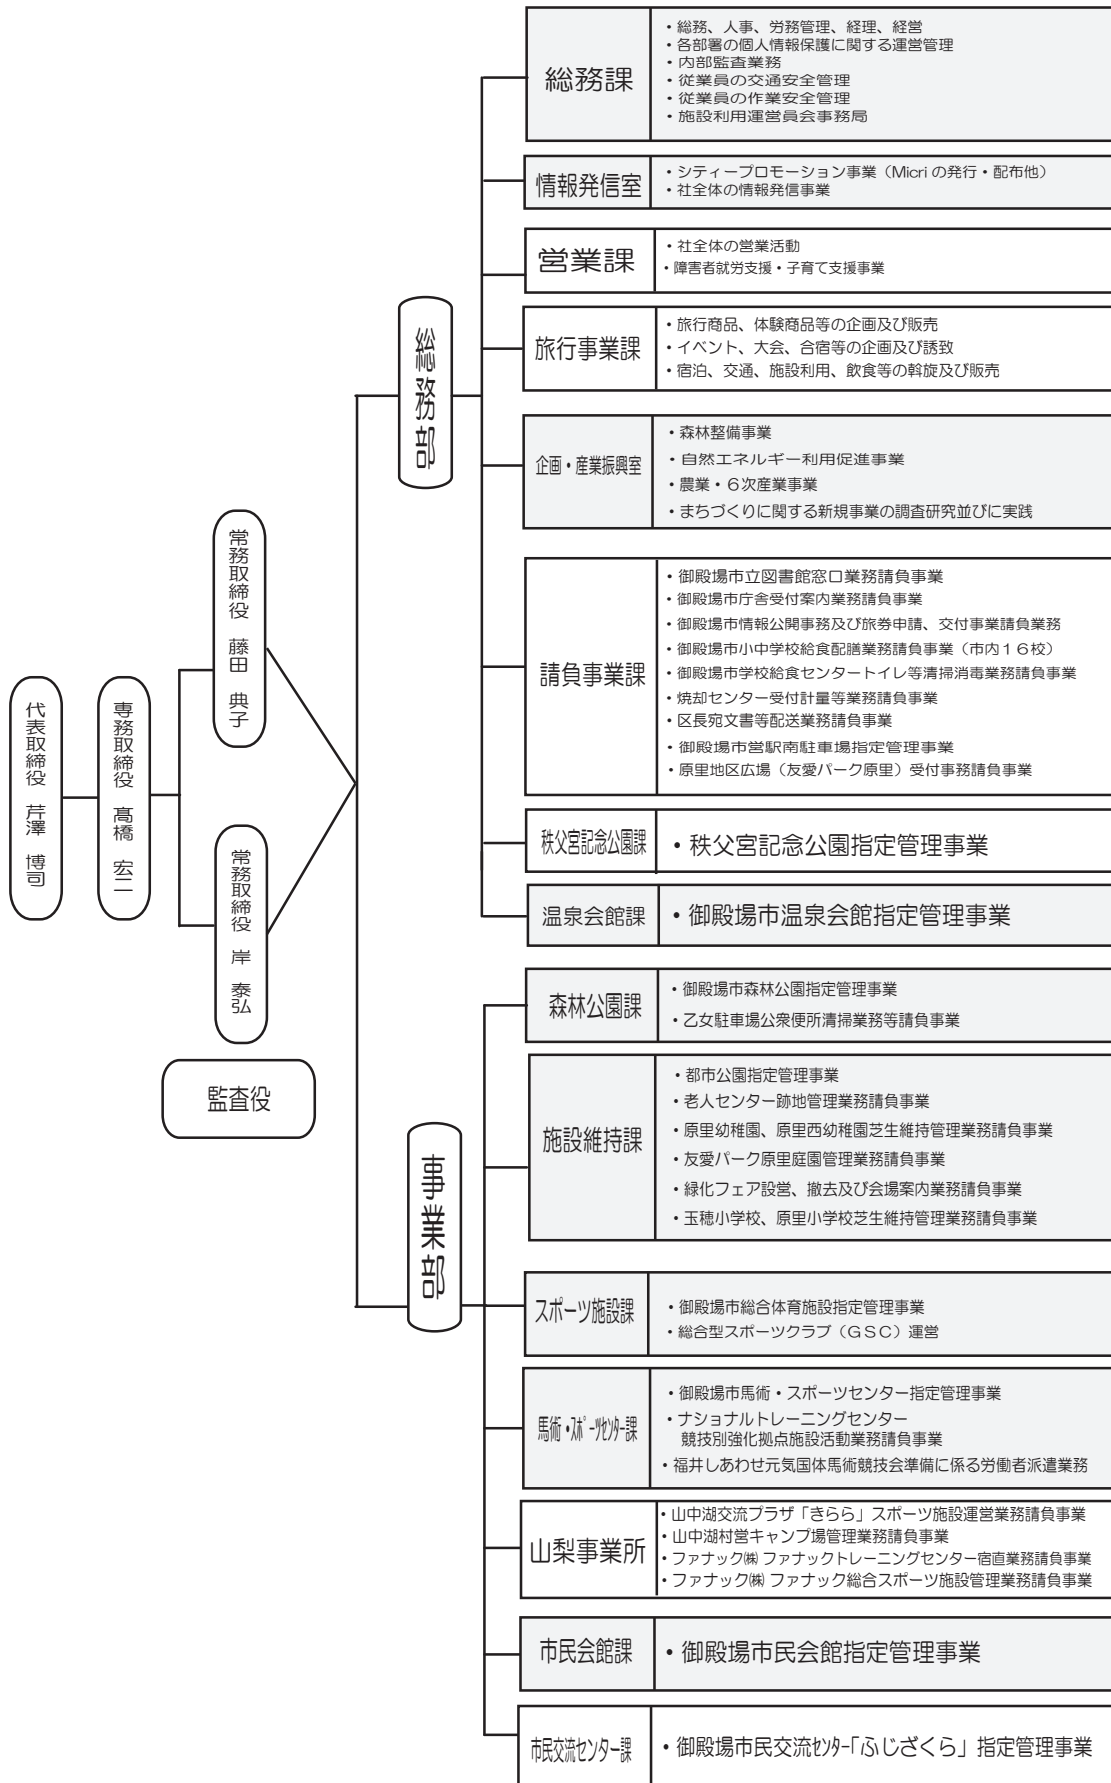 代表取締役 芹澤 博司
専務取締役 髙橋 宏二
常務取締役 藤田 典子
常務取締役 岸 泰弘
監査役
総務部
総務課
・総務、人事、労務管理、経理、経営
・各部署の個人情報保護に関する運営管理
・内部監査業務
・従業員の交通安全管理
・従業員の作業安全管理
・施設利用運営員会事務局
情報発信室
・シティープロモーション事業（Micri の発行・配布他）
・社全体の情報発信事業
営業課
・社全体の営業活動
・障害者就労支援・子育て支援事業
旅行事業課
・旅行商品、体験商品等の企画及び販売
・イベント、大会、合宿等の企画及び誘致
・宿泊、交通、施設利用、飲食等の斡旋及び販売
企画・産業振興室
・森林整備事業
・自然エネルギー利用促進事業
・農業・６次産業事業
・まちづくりに関する新規事業の調査研究並びに実践
請負事業課
・御殿場市立図書館窓口業務請負事業
・御殿場市庁舎受付案内業務請負事業
・御殿場市情報公開事務及び旅券申請、交付事業請負業務
・御殿場市小中学校給食配膳業務請負事業（市内１６校）
・御殿場市学校給食センタートイレ等清掃消毒業務請負事業
・焼却センター受付計量等業務請負事業
・区長宛文書等配送業務請負事業
・御殿場市営駅南駐車場指定管理事業
・原里地区広場（友愛パーク原里）受付事務請負事業
秩父宮記念公園課
・秩父宮記念公園指定管理事業
温泉会館課
・御殿場市温泉会館指定管理事業
事業部
森林公園課
・御殿場市森林公園指定管理事業
・乙女駐車場公衆便所清掃業務等請負事業
施設維持課
・都市公園指定管理事業
・老人センター跡地管理業務請負事業
・原里幼稚園、原里西幼稚園芝生維持管理業務請負事業
・友愛パーク原里庭園管理業務請負事業
・緑化フェア設営、撤去及び会場案内業務請負事業
・玉穂小学校、原里小学校芝生維持管理業務請負事業
スポーツ施設課
・御殿場市総合体育施設指定管理事業
・総合型スポーツクラブ（ＧＳＣ）運営
馬術・ｽﾎﾟｰﾂｾﾝﾀｰ課
・御殿場市馬術・スポーツセンター指定管理事業
・ナショナルトレーニングセンター
競技別強化拠点施設活動業務請負事業
・福井しあわせ元気国体馬術競技会準備に係る労働者派遣業務
山梨事業所
・山中湖交流プラザ「きらら」スポーツ施設運営業務請負事業
・山中湖村営キャンプ場管理業務請負事業
・ファナック㈱ ファナックトレーニングセンター宿直業務請負事業
・ファナック㈱ ファナック総合スポーツ施設管理業務請負事業
市民会館課
・御殿場市民会館指定管理事業
市民交流センター課
・御殿場市民交流ｾﾝﾀｰ「ふじざくら」指定管理事業